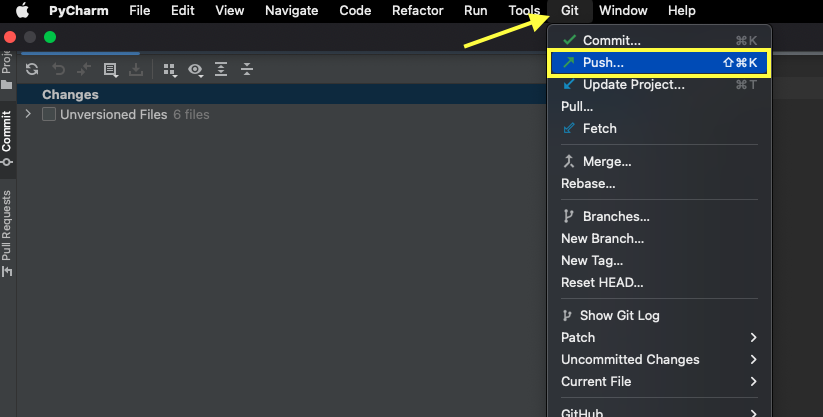 PyCharm File Edit View Navigate Code Refactor Run Tools Git Window Help
Commit... ⌘K
Push... ⇧⌘K
Update Project... ⌘T
Pull...
Fetch
Merge...
Rebase...
Branches...
New Branch...
New Tag...
Reset HEAD...
Show Git Log
Patch
Uncommitted Changes
Current File
GitHub
Changes
Unversioned Files 6 files
Commit
Pull Requests